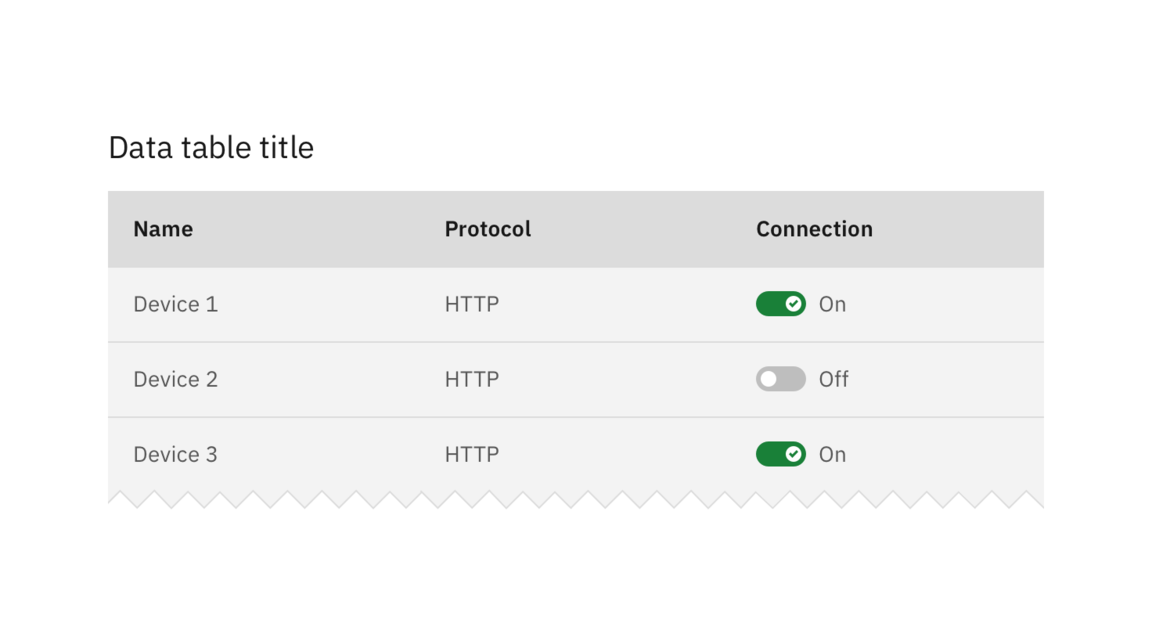 Data table title
Name Protocol Connection
Device 1 HTTP On
Device 2 HTTP Off
Device 3 HTTP On